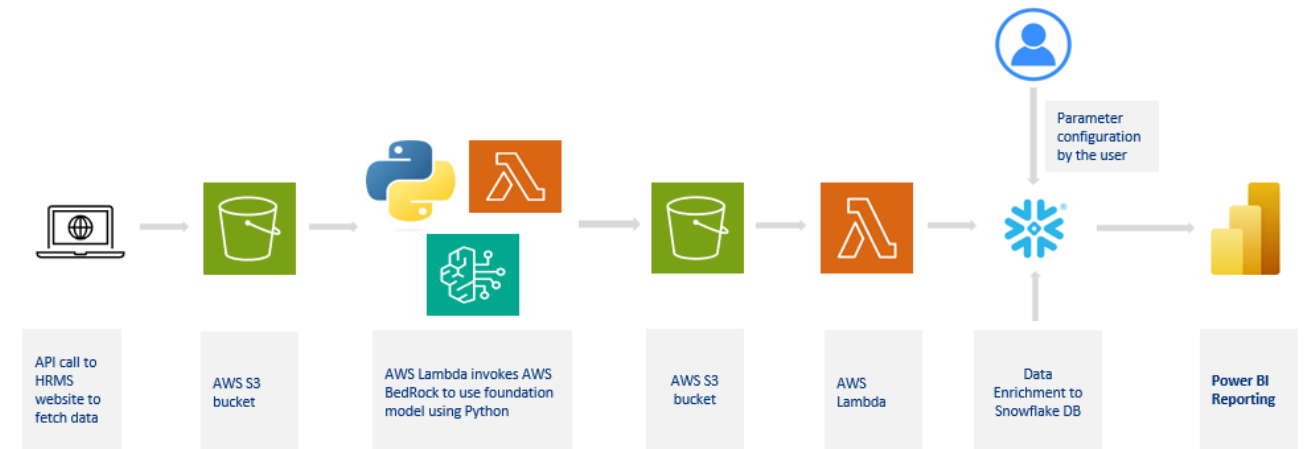 Parameter
configuration
by the user
®
API call to
HRMS
website to
fetch data
AWS S3
bucket
AWS Lambda invokes AWS
BedRock to use foundation
model using Python
AWS S3
bucket
AWS
Lambda
Data
Enrichment to
Snowflake DB
Power BI
Reporting